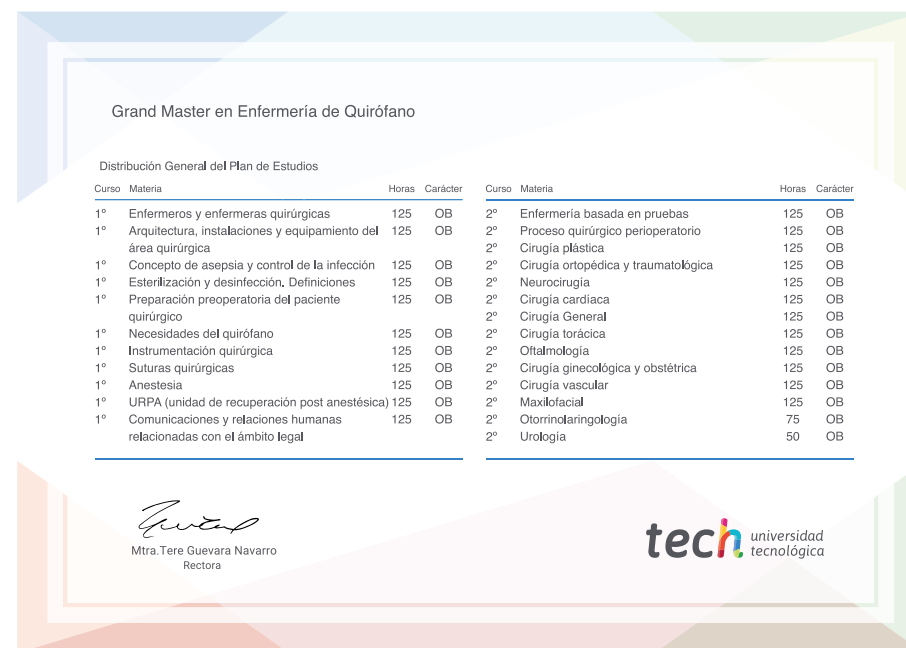 Grand Master en Enfermería de Quirófano
Distribución General del Plan de Estudios
Curso Materia Horas Carácter
1º Enfermeros y enfermeras quirúrgicas 125 OB
1º Arquitectura, instalaciones y equipamiento del 125 OB
área quirúrgica
1º Concepto de asepsia y control de la infección 125 OB
1º Esterilización y desinfección. Definiciones 125 OB
1º Preparación preoperatoria del paciente 125 OB
quirúrgico
1º Necesidades del quirófano 125 OB
1º Instrumentación quirúrgica 125 OB
1º Suturas quirúrgicas 125 OB
1º Anestesia 125 OB
1º URPA (unidad de recuperación post anestésica) 125 OB
1º Comunicaciones y relaciones humanas 125 OB
relacionadas con el ámbito legal
Curso Materia Horas Carácter
2º Enfermería basada en pruebas 125 OB
2º Proceso quirúrgico perioperatorio 125 OB
2º Cirugía plástica 125 OB
2º Cirugía ortopédica y traumatológica 125 OB
2º Neurocirugía 125 OB
2º Cirugía cardíaca 125 OB
2º Cirugía General 125 OB
2º Cirugía torácica 125 OB
2º Oftalmología 125 OB
2º Cirugía ginecológica y obstétrica 125 OB
2º Cirugía vascular 125 OB
2º Maxilofacial 125 OB
2º Otorrinolaringología 75 OB
2º Urología 50 OB
Mtra.Tere Guevara Navarro
Rectora
tech universidad
tecnológica